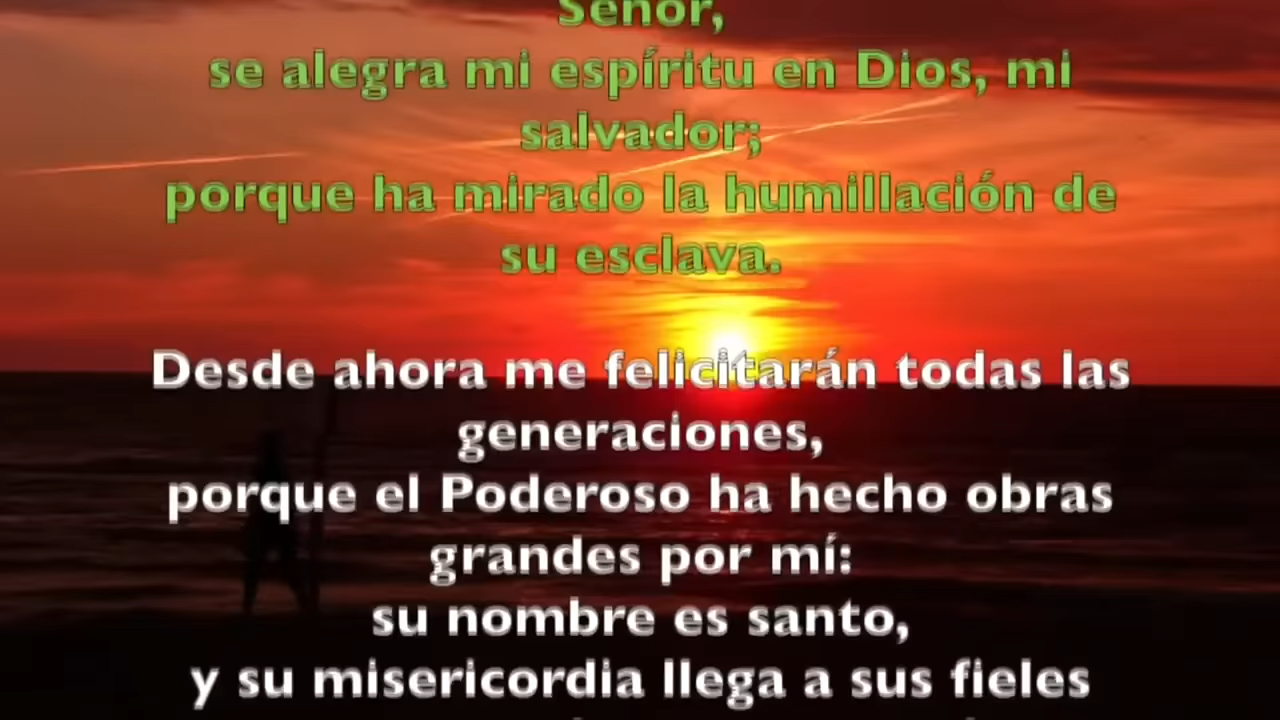 Señor,
se alegra mi espíritu en Dios, mi
salvador;
porque ha mirado la humillación de
su esclava.
Desde ahora me felicitarán todas las
generaciones,
porque el Poderoso ha hecho obras
grandes por mí:
su nombre es santo,
y su misericordia llega a sus fieles